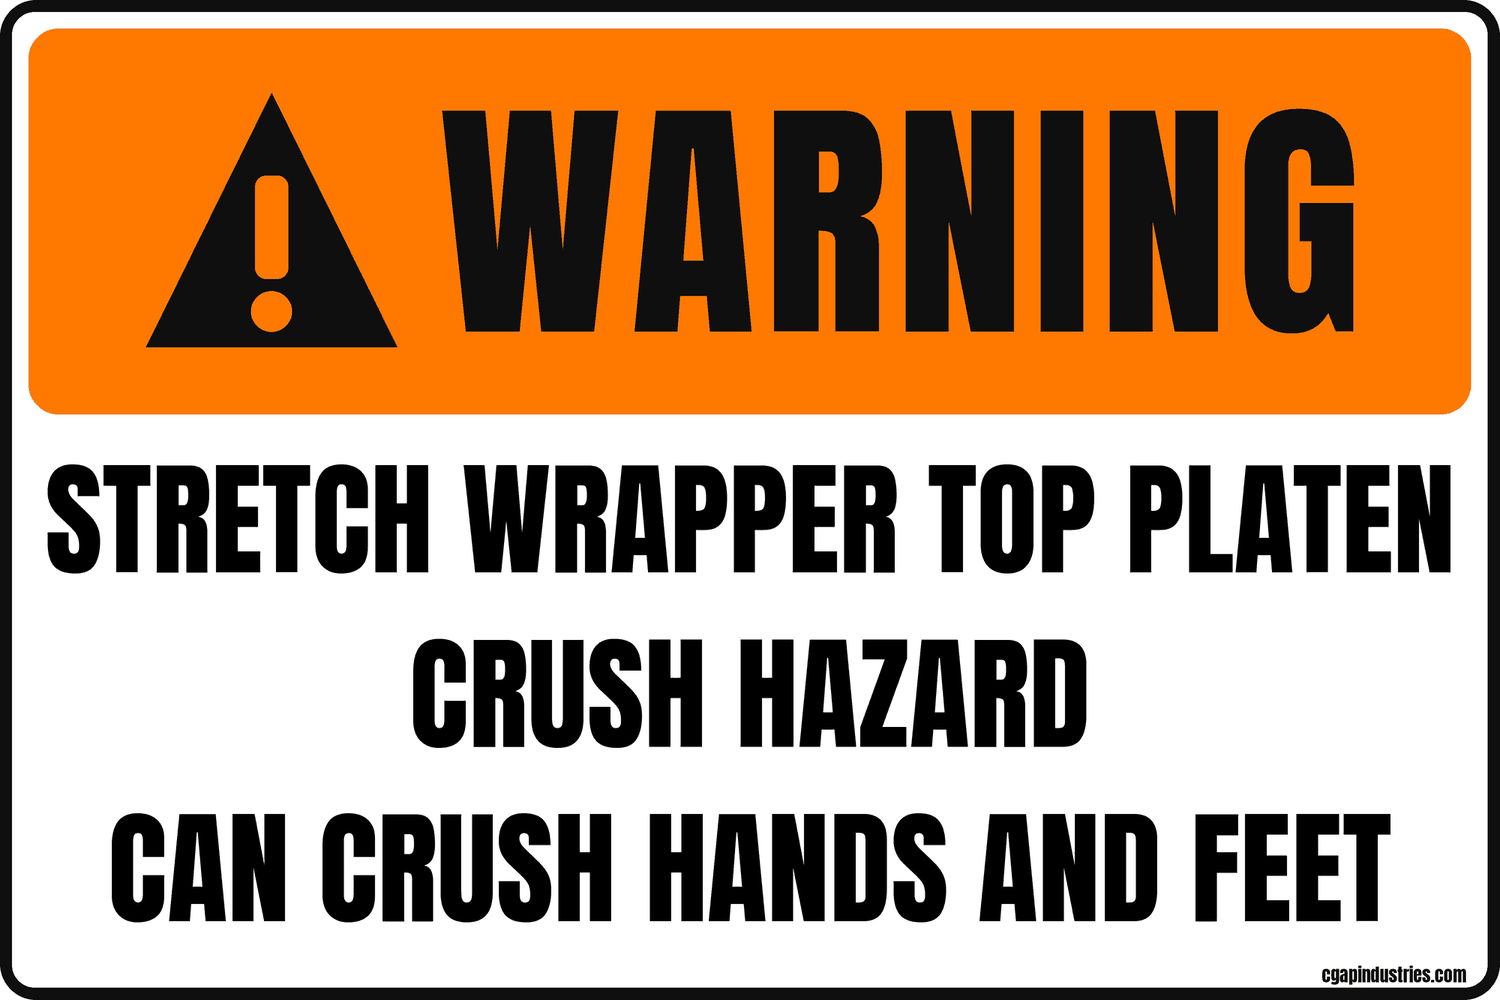 WARNING
STRETCH WRAPPER TOP PLATEN
CRUSH HAZARD
CAN CRUSH HANDS AND FEET
cgapindustries.com